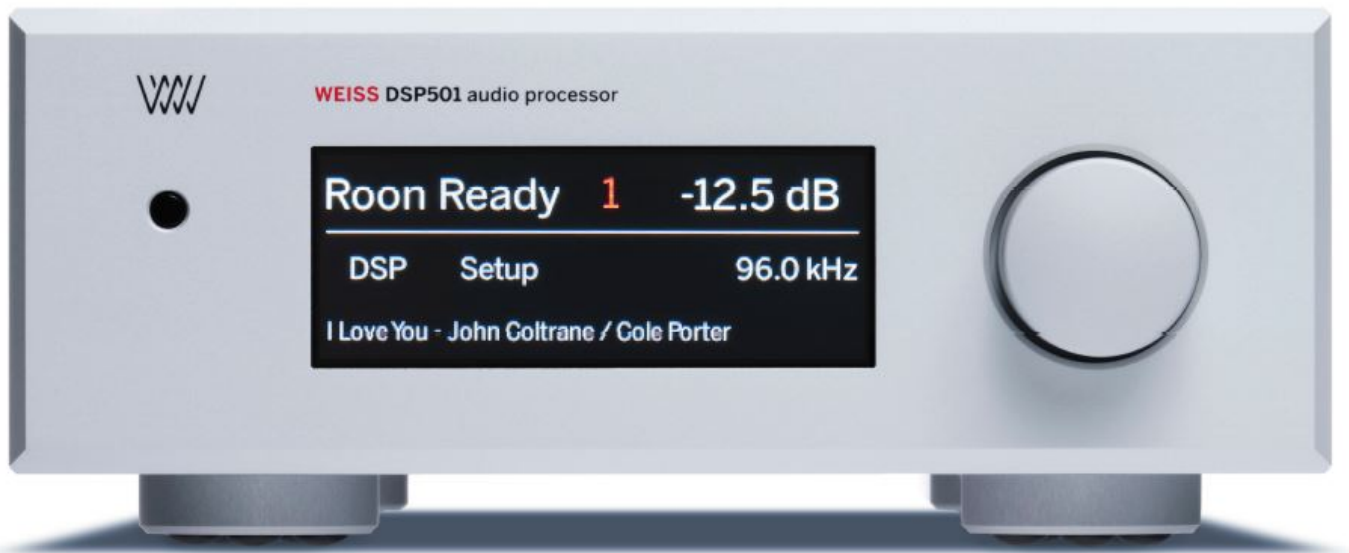 WEISS DSP501 audio processor
Roon Ready 1 -12.5 dB
DSP Setup 96.0 kHz
I Love You - John Coltrane / Cole Porter